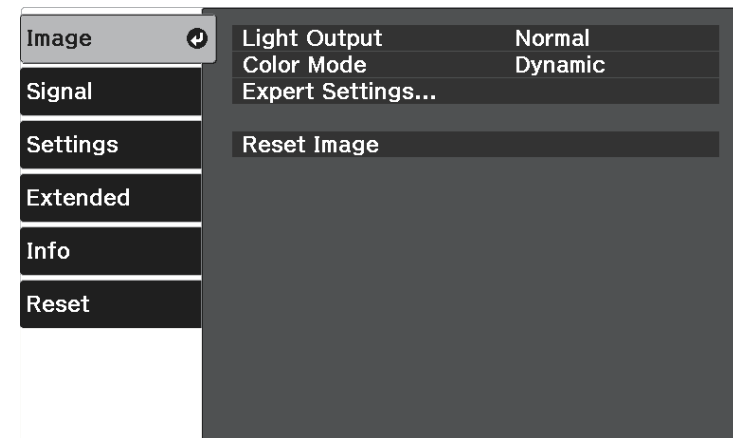 Image
Signal
Settings
Extended
Info
Reset
Light Output Normal
Color Mode Dynamic
Expert Settings...
Reset Image